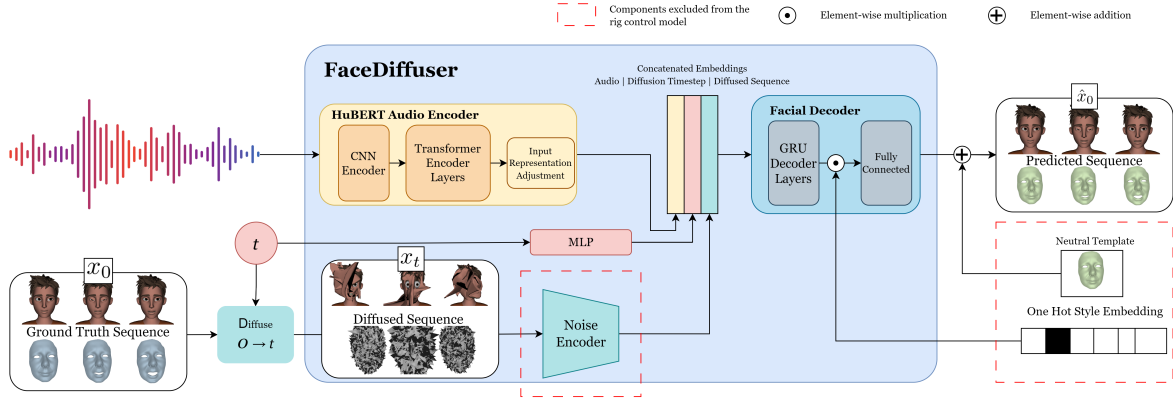 Components excluded from the
rig control model
Element-wise multiplication
Element-wise addition
FaceDiffuser
Concatenated Embeddings
Audio | Diffusion Timestep | Diffused Sequence
HuBERT Audio Encoder
CNN
Encoder
Transformer
Encoder
Layers
Input
Representation
Adjustment
Facial Decoder
GRU
Decoder
Layers
Fully
Connected
x̂₀
Predicted Sequence
t
MLP
x₀
Ground Truth Sequence
Diffuse
O → t
xₜ
Diffused Sequence
Noise
Encoder
Neutral Template
One Hot Style Embedding